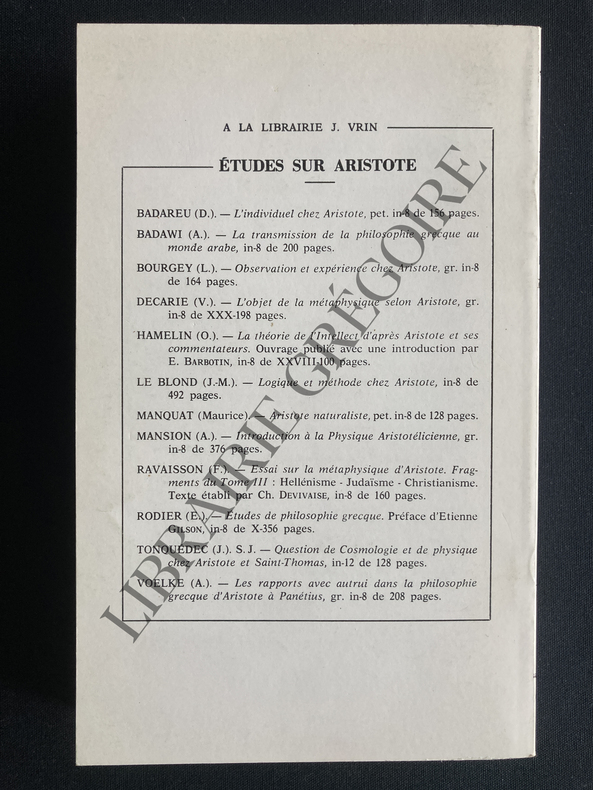 A LA LIBRAIRIE J. VRIN
ÉTUDES SUR ARISTOTE
BADAREU (D.). — L'individuel chez Aristote, pet. in-8 de 156 pages.
BADAWI (A.). — La transmission de la philosophie grecque au
monde arabe, in-8 de 200 pages.
BOURGEY (L.). — Observation et expérience chez Aristote, gr. in-8
de 164 pages.
DECARIE (V.). — L'objet de la métaphysique selon Aristote, gr.
in-8 de XXX-198 pages.
HAMELIN (O.). — La théorie de l'Intellect d'après Aristote et ses
commentateurs. Ouvrage publié avec une introduction par
E. BARBOTIN, in-8 de XXVIII-100 pages.
LE BLOND (J.-M.). — Logique et méthode chez Aristote, in-8 de
492 pages.
MANQUAT (Maurice). — Aristote naturaliste, pet. in-8 de 128 pages.
MANSION (A.). — Introduction à la Physique Aristotélicienne, gr.
in-8 de 376 pages.
RAVAISSON (F.). — Essai sur la métaphysique d'Aristote. Frag-
ments du Tome III : Hellénisme - Judaïsme - Christianisme.
Texte établi par Ch. DEVIVAISE, in-8 de 160 pages.
RODIER (E.). — Études de philosophie grecque. Préface d'Etienne
GILSON, in-8 de X-356 pages.
TONQUÉDEC (J.). S. J. — Question de Cosmologie et de physique
chez Aristote et Saint-Thomas, in-12 de 128 pages.
VOELKE (A.). — Les rapports avec autrui dans la philosophie
grecque d'Aristote à Panétius, gr. in-8 de 208 pages.
LIBRAIRIE GRÉGOIRE